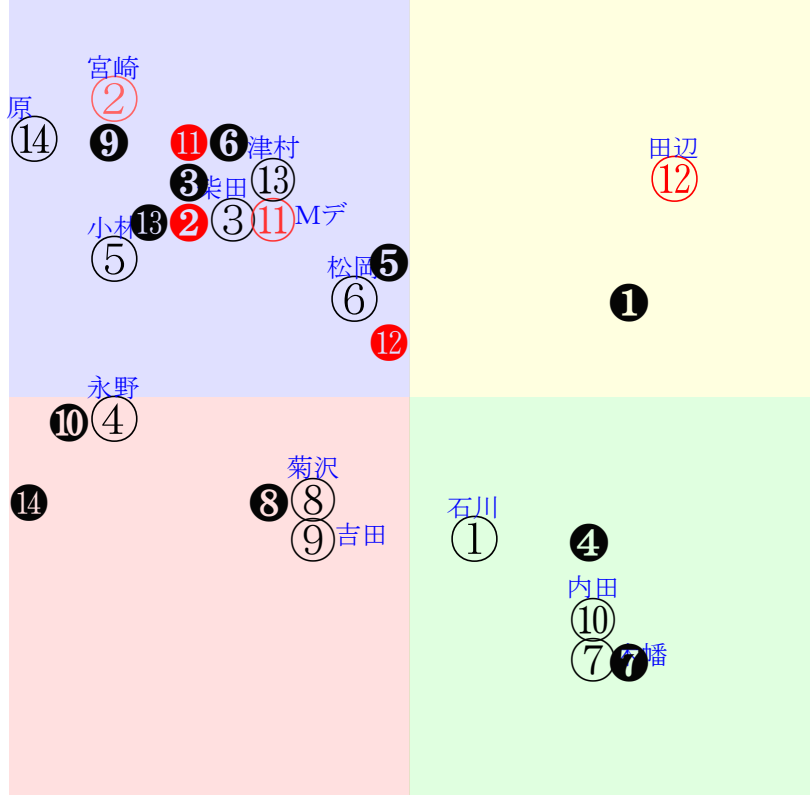 宮崎
②
原
⑭
❾
⓫
❻
津村
⑬
田辺
⑫
❸
柴田
③
⑪
Mデ
小林
⓭
❷
⑤
松岡
❺
⑥
❶
⓬
永野
❿
④
⓮
菊沢
❽
⑧
⑨
吉田
石川
①
❹
内田
⑩
⑦
❼
幡